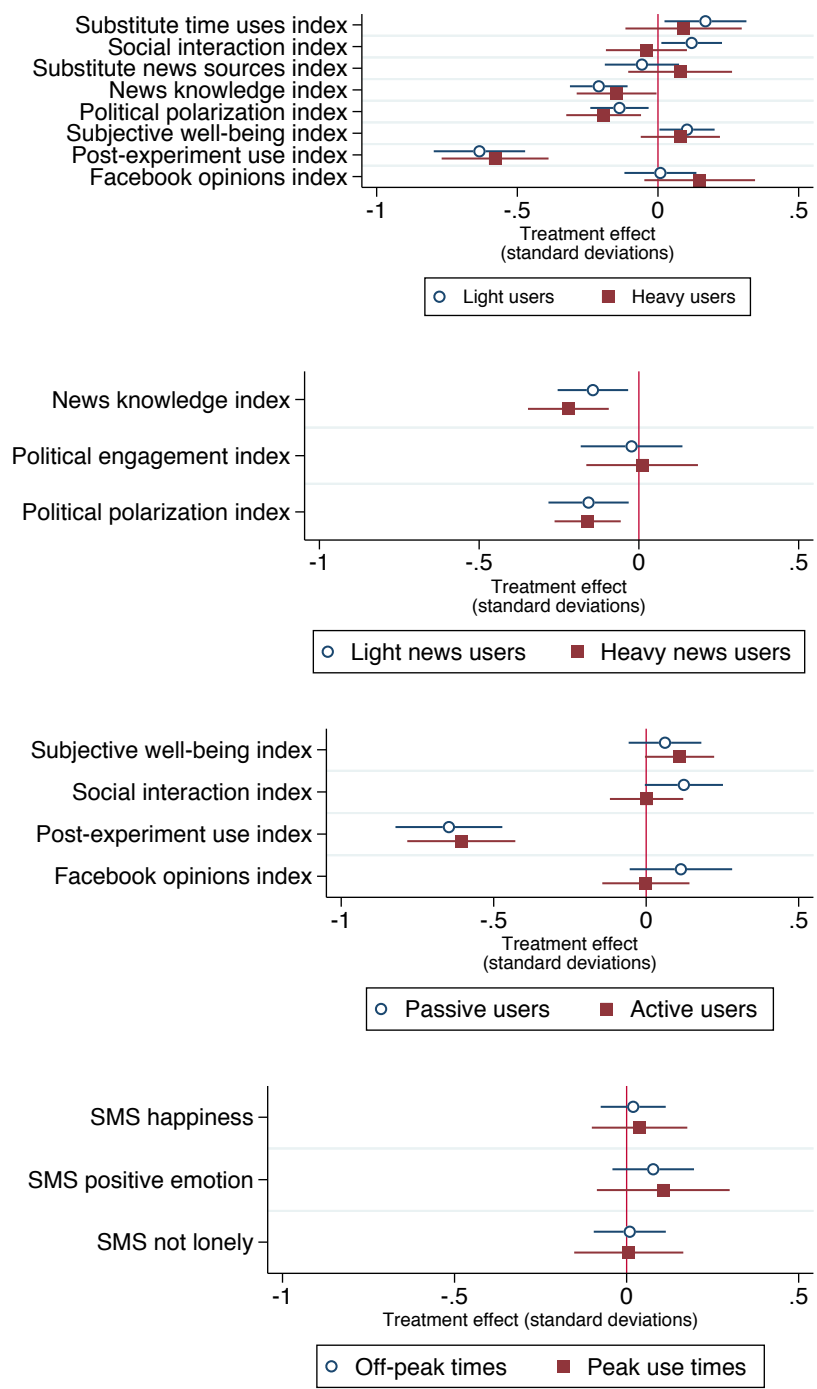 Substitute time uses index
Social interaction index
Substitute news sources index
News knowledge index
Political polarization index
Subjective well-being index
Post-experiment use index
Facebook opinions index
-1 -.5 0 .5
Treatment effect
(standard deviations)
Light users Heavy users
News knowledge index
Political engagement index
Political polarization index
-1 -.5 0 .5
Treatment effect
(standard deviations)
Light news users Heavy news users
Subjective well-being index
Social interaction index
Post-experiment use index
Facebook opinions index
-1 -.5 0 .5
Treatment effect
(standard deviations)
Passive users Active users
SMS happiness
SMS positive emotion
SMS not lonely
-1 -.5 0 .5
Treatment effect (standard deviations)
Off-peak times Peak use times